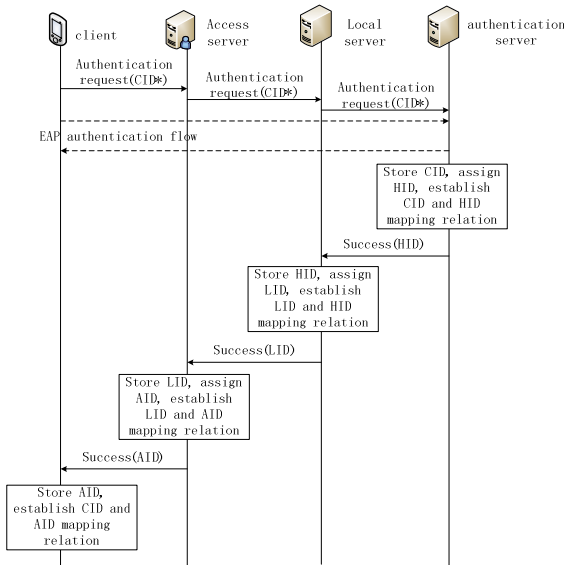 client
Access
server
Local
server
authentication
server
Authentication
request(CID*)
Authentication
request(CID*)
Authentication
request(CID*)
EAP authentication flow
Store CID, assign
HID, establish
CID and HID
mapping relation
Success(HID)
Store HID, assign
LID, establish
LID and HID
mapping relation
Success(LID)
Store LID, assign
AID, establish
LID and AID
mapping relation
Success(AID)
Store AID,
establish CID and
AID mapping
relation